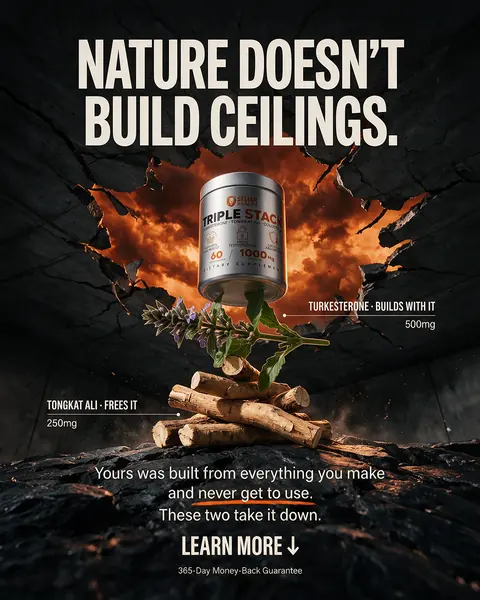 NATURE DOESN'T
BUILD CEILINGS.
TRIPLE STACK
60
1000MG
DIETARY SUPPLEMENT
TURKESTERONE · BUILDS WITH IT
500mg
TONGKAT ALI · FREES IT
250mg
Yours was built from everything you make
and never get to use.
These two take it down.
LEARN MORE ↓
365-Day Money-Back Guarantee